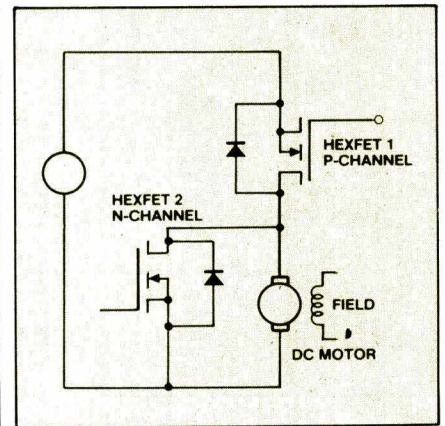 HEXFET 1
P-CHANNEL
HEXFET 2
N-CHANNEL
FIELD
DC MOTOR